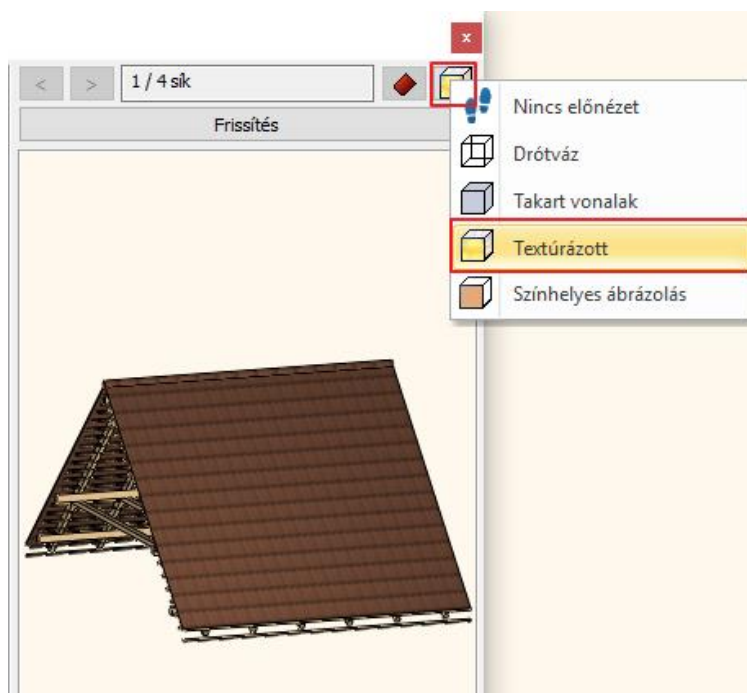 x
< > 1 / 4 sík
Frissítés
Nincs előnézet
Drótváz
Takart vonalak
Textúrázott
Színhelyes ábrázolás